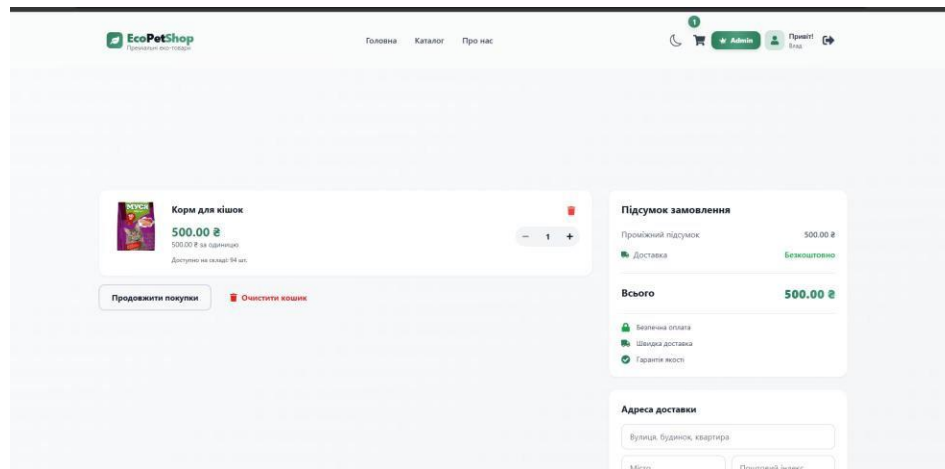 1
EcoPetShop
Преміальні еко-товари
Головна Каталог Про нас
Admin
Привіт!
Влад
МУСЯ
Корм для кішок
500.00 ₴
500.00 ₴ за одиницю
Доступно на складі: 94 шт.
− 1 +
Продовжити покупки
Очистити кошик
Підсумок замовлення
Проміжний підсумок 500.00 ₴
Доставка Безкоштовно
Всього 500.00 ₴
Безпечна оплата
Швидка доставка
Гарантія якості
Адреса доставки
Вулиця, будинок, квартира
Місто Поштовий індекс